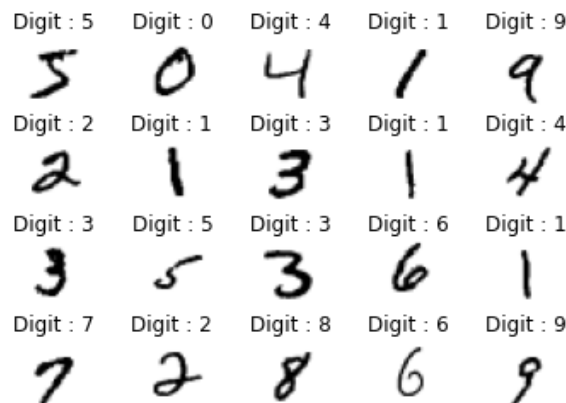 Digit : 5 Digit : 0 Digit : 4 Digit : 1 Digit : 9
5 0 4 1 9
Digit : 2 Digit : 1 Digit : 3 Digit : 1 Digit : 4
2 1 3 1 4
Digit : 3 Digit : 5 Digit : 3 Digit : 6 Digit : 1
3 5 3 6 1
Digit : 7 Digit : 2 Digit : 8 Digit : 6 Digit : 9
7 2 8 6 9